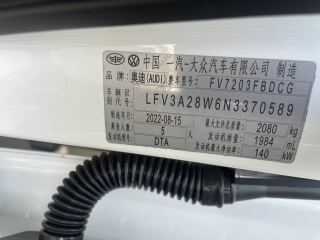 中国 一汽-大众汽车有限公司 制造
品牌:奥迪(AUDI) 整车型号: FV7203FBDCG
车辆识别代号 LFV3A28W6N3370589
制造年月 2022-08-15 最大允许总质量 2080 kg
乘坐人数 5 人 发动机排量 1984 mL
发动机型号 DTA 发动机最大净功率 140 kW